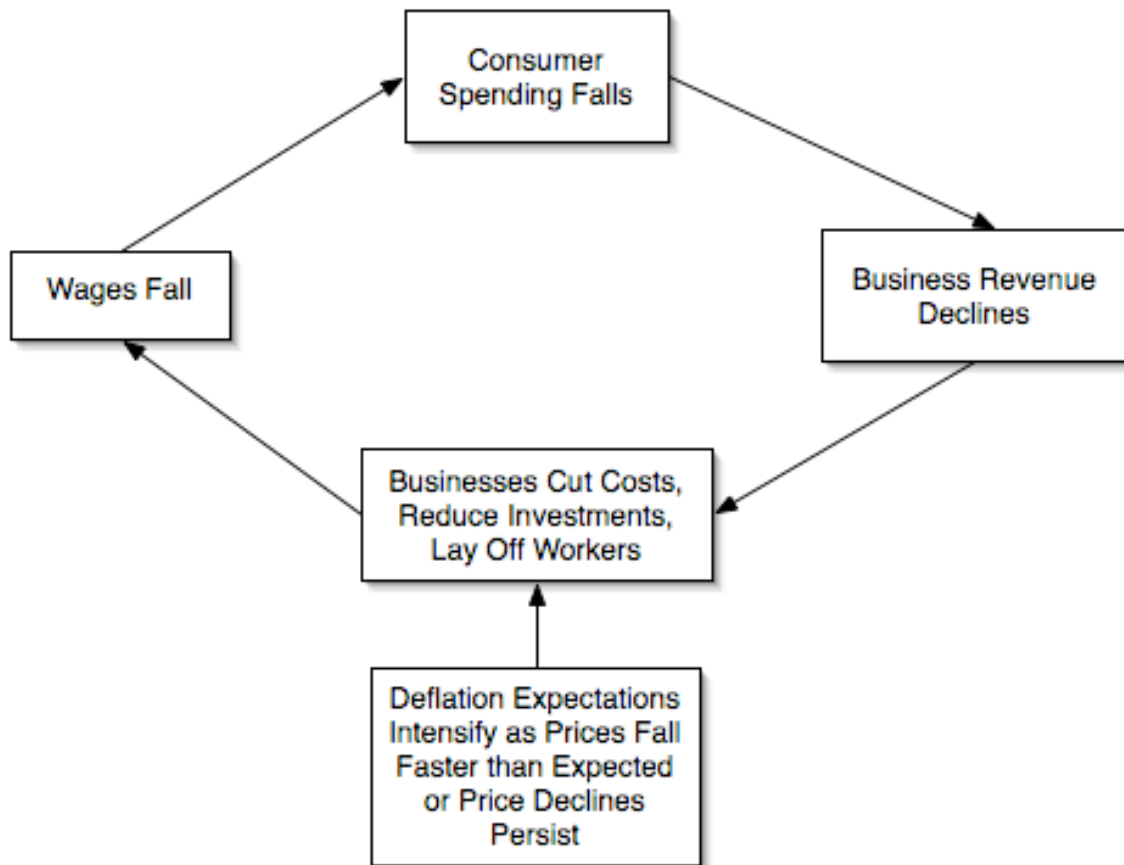 Consumer
Spending Falls
Wages Fall
Business Revenue
Declines
Businesses Cut Costs,
Reduce Investments,
Lay Off Workers
Deflation Expectations
Intensify as Prices Fall
Faster than Expected
or Price Declines
Persist